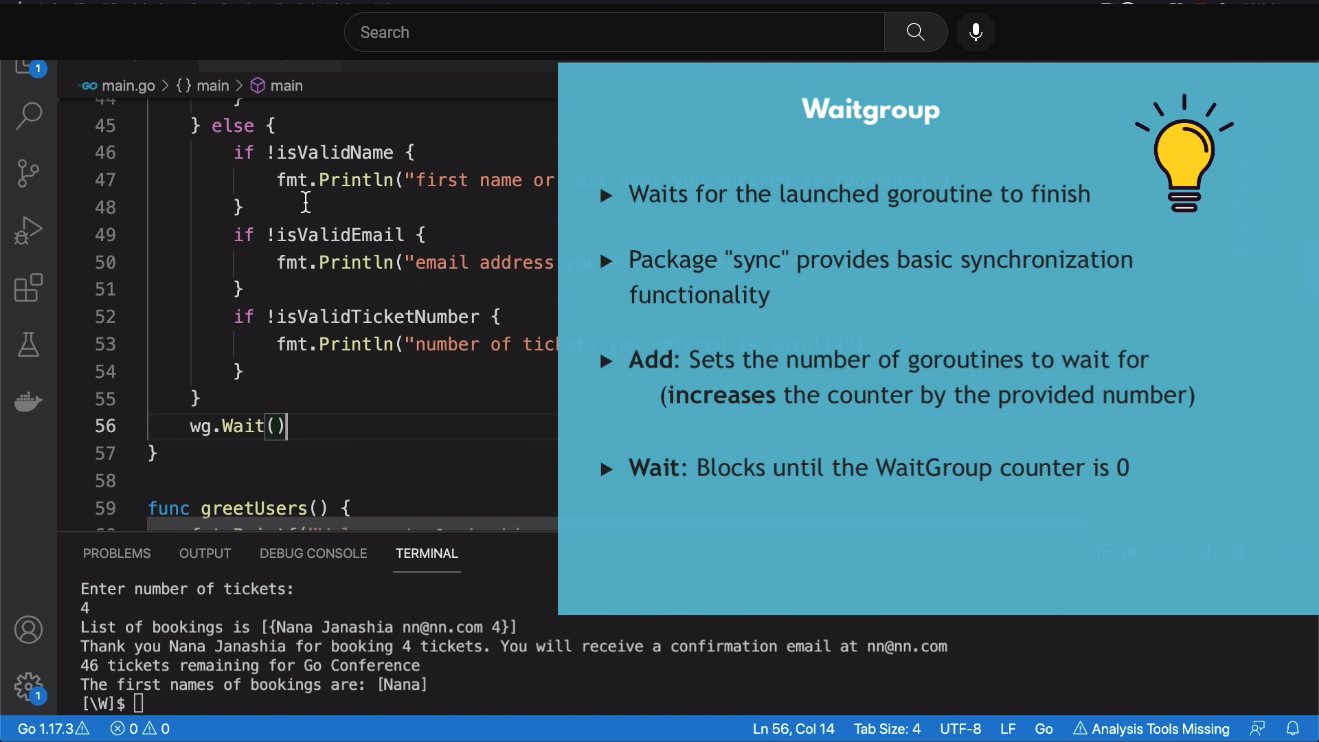 Search
1
main.go > {} main > main
44 }
45 } else {
46 if !isValidName {
47 fmt.Println("first name or
48 }
49 if !isValidEmail {
50 fmt.Println("email address
51 }
52 if !isValidTicketNumber {
53 fmt.Println("number of tick
54 }
55 }
56 wg.Wait()
57 }
58
59 func greetUsers() {
Waitgroup
▸ Waits for the launched goroutine to finish
▸ Package "sync" provides basic synchronization
functionality
▸ Add: Sets the number of goroutines to wait for
(increases the counter by the provided number)
▸ Wait: Blocks until the WaitGroup counter is 0
PROBLEMS OUTPUT DEBUG CONSOLE TERMINAL
Enter number of tickets:
4
List of bookings is [{Nana Janashia nn@nn.com 4}]
Thank you Nana Janashia for booking 4 tickets. You will receive a confirmation email at nn@nn.com
46 tickets remaining for Go Conference
The first names of bookings are: [Nana]
[\W]$
1
Go 1.17.3 0 0 Ln 56, Col 14 Tab Size: 4 UTF-8 LF Go Analysis Tools Missing